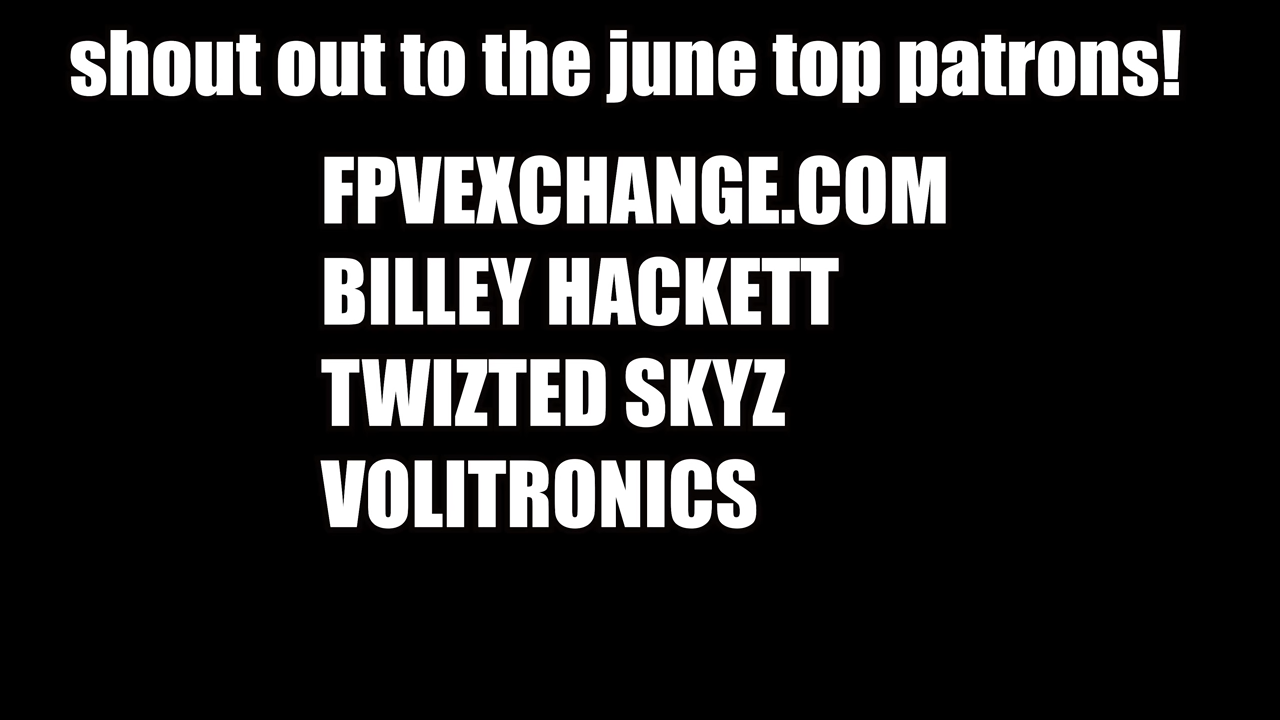 shout out to the june top patrons!
FPVEXCHANGE.COM
BILLEY HACKETT
TWIZTED SKYZ
VOLITRONICS